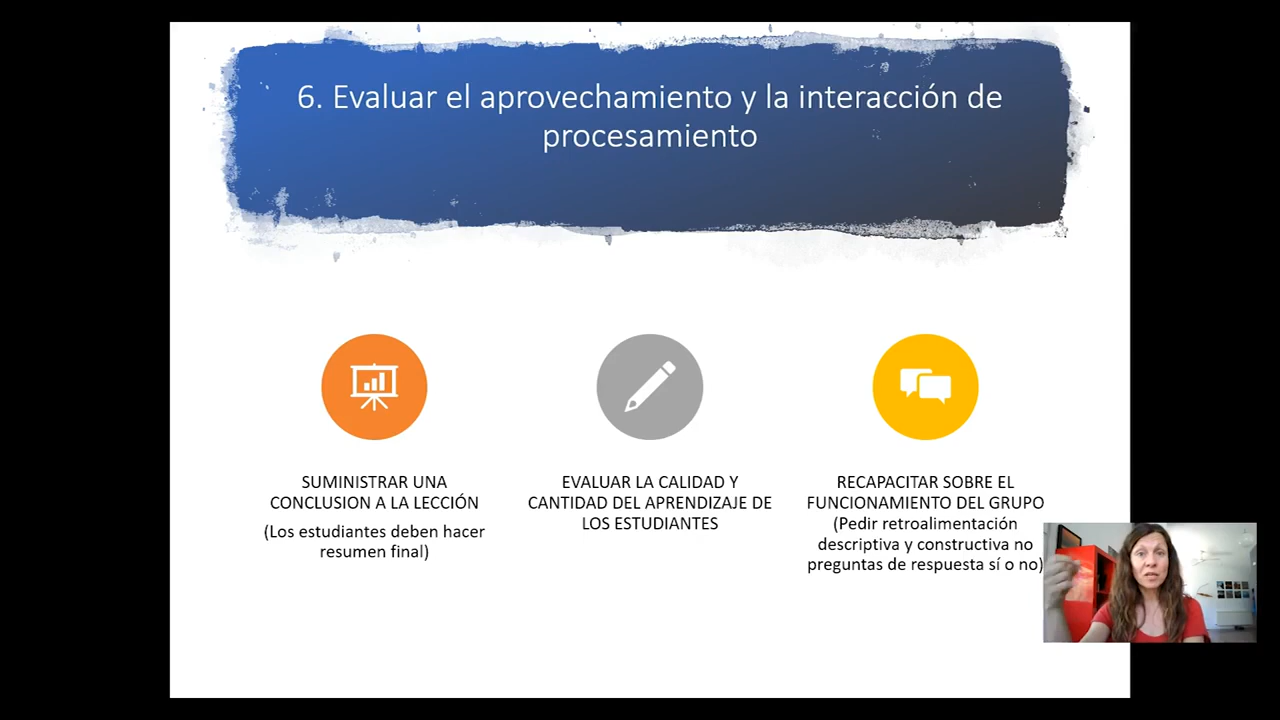 6. Evaluar el aprovechamiento y la interacción de
procesamiento
SUMINISTRAR UNA
CONCLUSION A LA LECCIÓN
(Los estudiantes deben hacer
resumen final)
EVALUAR LA CALIDAD Y
CANTIDAD DEL APRENDIZAJE DE
LOS ESTUDIANTES
RECAPACITAR SOBRE EL
FUNCIONAMIENTO DEL GRUPO
(Pedir retroalimentación
descriptiva y constructiva no
preguntas de respuesta sí o no)